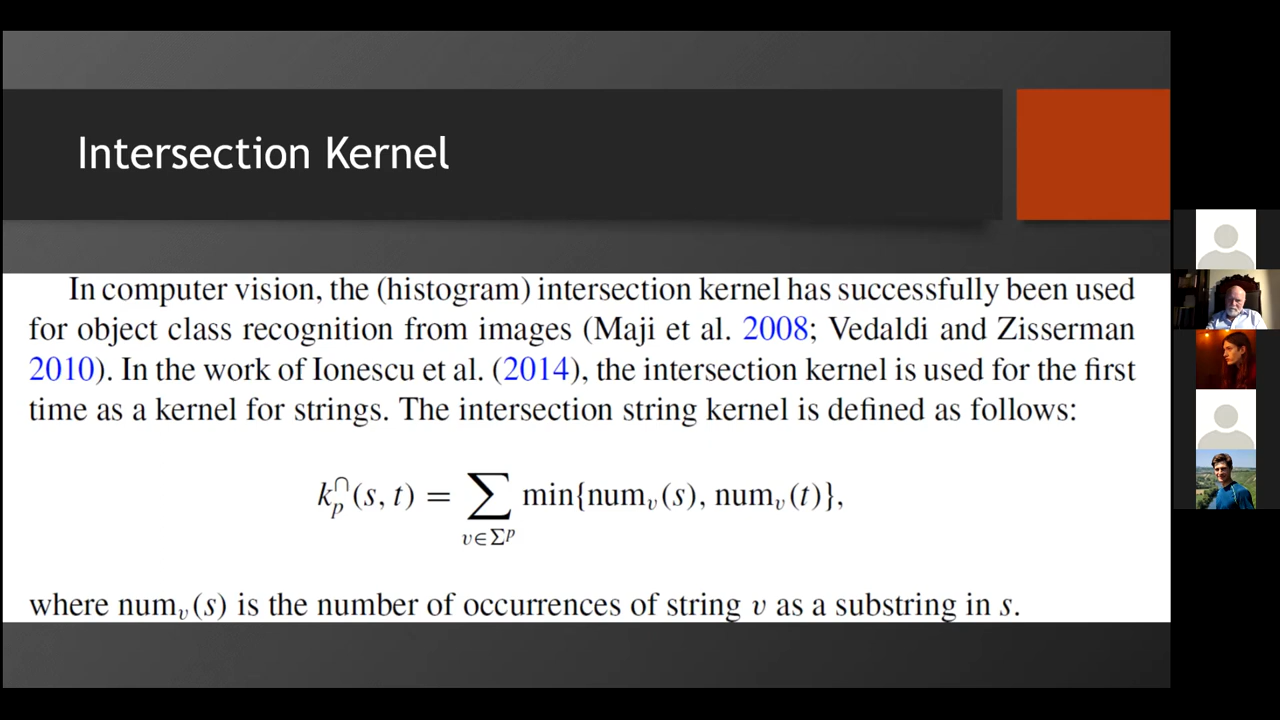 Intersection Kernel
In computer vision, the (histogram) intersection kernel has successfully been used
for object class recognition from images (Maji et al. 2008; Vedaldi and Zisserman
2010). In the work of Ionescu et al. (2014), the intersection kernel is used for the first
time as a kernel for strings. The intersection string kernel is defined as follows:
k_p^∩(s, t) = ∑_{v∈Σ^p} min{num_v(s), num_v(t)},
where num_v(s) is the number of occurrences of string v as a substring in s.